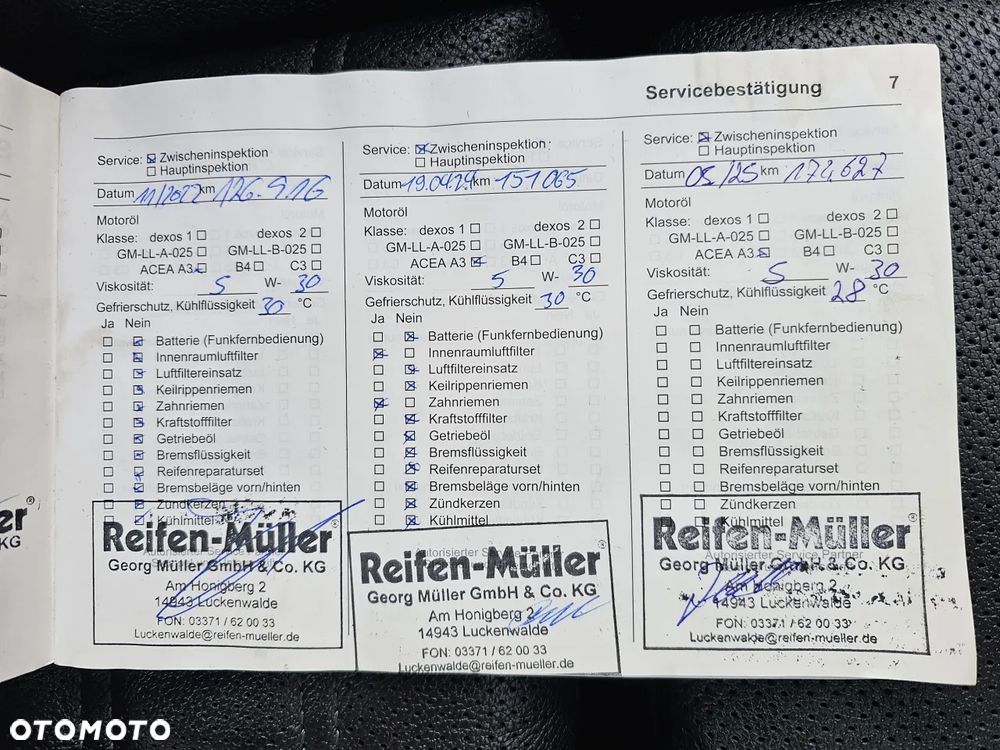 Servicebestätigung 7
Service: ☒ Zwischeninspektion
☐ Hauptinspektion
Datum 11/2022 km 126.916
Motoröl
Klasse: dexos 1 ☐ dexos 2 ☐
GM-LL-A-025 ☐ GM-LL-B-025 ☐
ACEA A3 ☒ B4 ☐ C3 ☐
Viskosität: 5 W- 30
Gefrierschutz, Kühlflüssigkeit 30 °C
Ja Nein
☐ ☒ Batterie (Funkfernbedienung)
☐ ☒ Innenraumluftfilter
☐ ☒ Luftfiltereinsatz
☐ ☒ Keilrippenriemen
☐ ☒ Zahnriemen
☐ ☒ Kraftstofffilter
☐ ☒ Getriebeöl
☐ ☒ Bremsflüssigkeit
☐ ☒ Reifenreparaturset
☐ ☒ Bremsbeläge vorn/hinten
☐ ☒ Zündkerzen
☐ ☒ Kühlmittel
Reifen-Müller®
Autorisierter Service
Georg Müller GmbH & Co. KG
Am Honigberg 2
14943 Luckenwalde
FON: 03371 / 62 00 33
Luckenwalde@reifen-mueller.de
Service: ☒ Zwischeninspektion
☐ Hauptinspektion
Datum 19.04.24 km 151065
Motoröl
Klasse: dexos 1 ☐ dexos 2 ☐
GM-LL-A-025 ☐ GM-LL-B-025 ☐
ACEA A3 ☒ B4 ☐ C3 ☐
Viskosität: 5 W- 30
Gefrierschutz, Kühlflüssigkeit 30 °C
Ja Nein
☐ ☒ Batterie (Funkfernbedienung)
☒ ☐ Innenraumluftfilter
☐ ☒ Luftfiltereinsatz
☐ ☒ Keilrippenriemen
☒ ☐ Zahnriemen
☐ ☒ Kraftstofffilter
☐ ☒ Getriebeöl
☐ ☒ Bremsflüssigkeit
☐ ☒ Reifenreparaturset
☐ ☒ Bremsbeläge vorn/hinten
☐ ☒ Zündkerzen
☐ ☒ Kühlmittel
Autorisierter
Reifen-Müller®
Georg Müller GmbH & Co. KG
Am Honigberg 2
14943 Luckenwalde
FON: 03371 / 62 00 33
Luckenwalde@reifen-mueller.de
Service: ☒ Zwischeninspektion
☐ Hauptinspektion
Datum 05/25 km 172,627
Motoröl
Klasse: dexos 1 ☐ dexos 2 ☐
GM-LL-A-025 ☐ GM-LL-B-025 ☐
ACEA A3 ☒ B4 ☐ C3 ☐
Viskosität: 5 W- 30
Gefrierschutz, Kühlflüssigkeit 28 °C
Ja Nein
☐ ☐ Batterie (Funkfernbedienung)
☐ ☐ Innenraumluftfilter
☐ ☐ Luftfiltereinsatz
☐ ☐ Keilrippenriemen
☐ ☐ Zahnriemen
☐ ☐ Kraftstofffilter
☐ ☐ Getriebeöl
☐ ☐ Bremsflüssigkeit
☐ ☐ Reifenreparaturset
☐ ☐ Bremsbeläge vorn/hinten
☐ ☐ Zündkerzen
☐ ☐ Kühlmittel
Reifen-Müller®
Autorisierter Service-Partner
Georg Müller GmbH & Co. KG
Am Honigberg 2
14943 Luckenwalde
FON: 03371 / 62 00 33
Luckenwalde@reifen-mueller.de
er®
KG
OTOMOTO